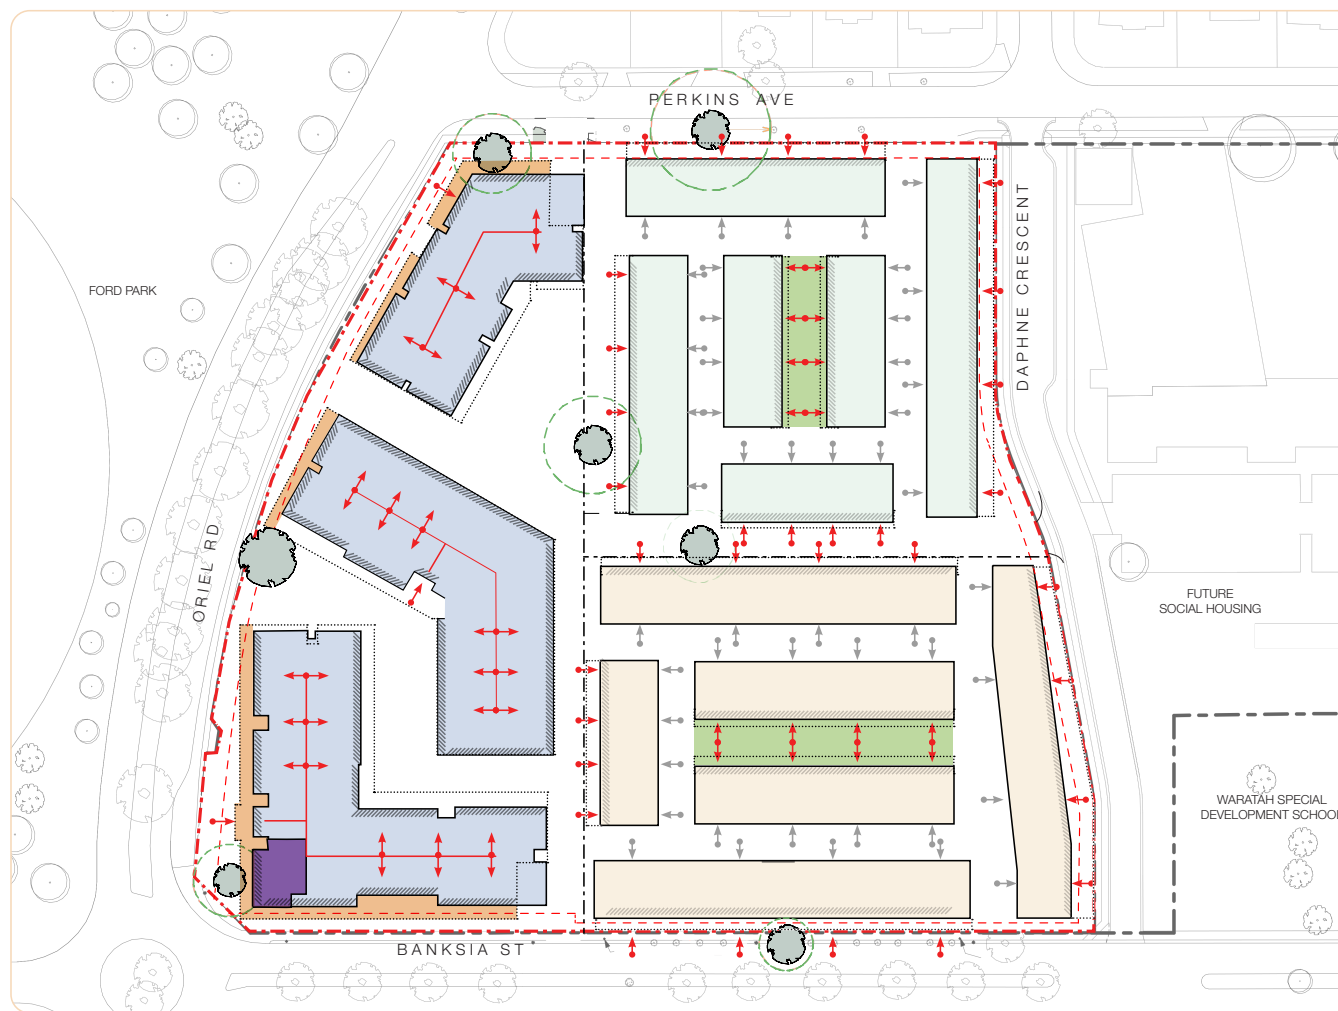 PERKINS AVE
FORD PARK
DAPHNE CRESCENT
ORIEL RD
FUTURE
SOCIAL HOUSING
WARATAH SPECIAL
DEVELOPMENT SCHOOL
BANKSIA ST